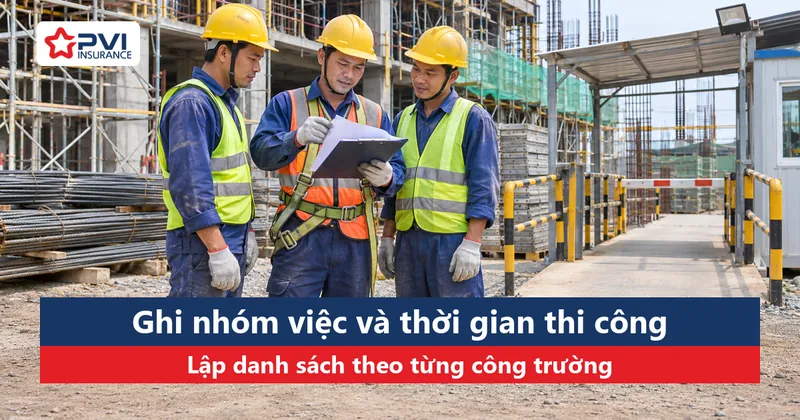 PVI
INSURANCE
Ghi nhóm việc và thời gian thi công
Lập danh sách theo từng công trường